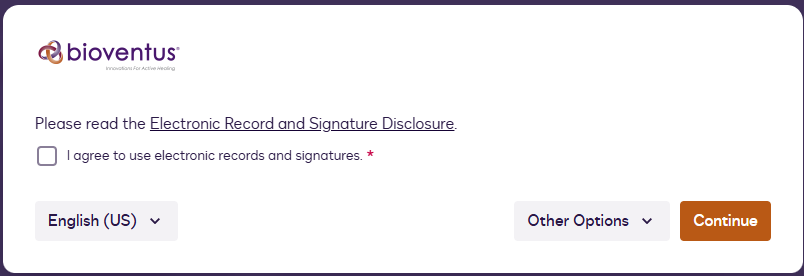 bioventus®
Innovations For Active Healing
Please read the Electronic Record and Signature Disclosure.
I agree to use electronic records and signatures. *
English (US)
Other Options
Continue